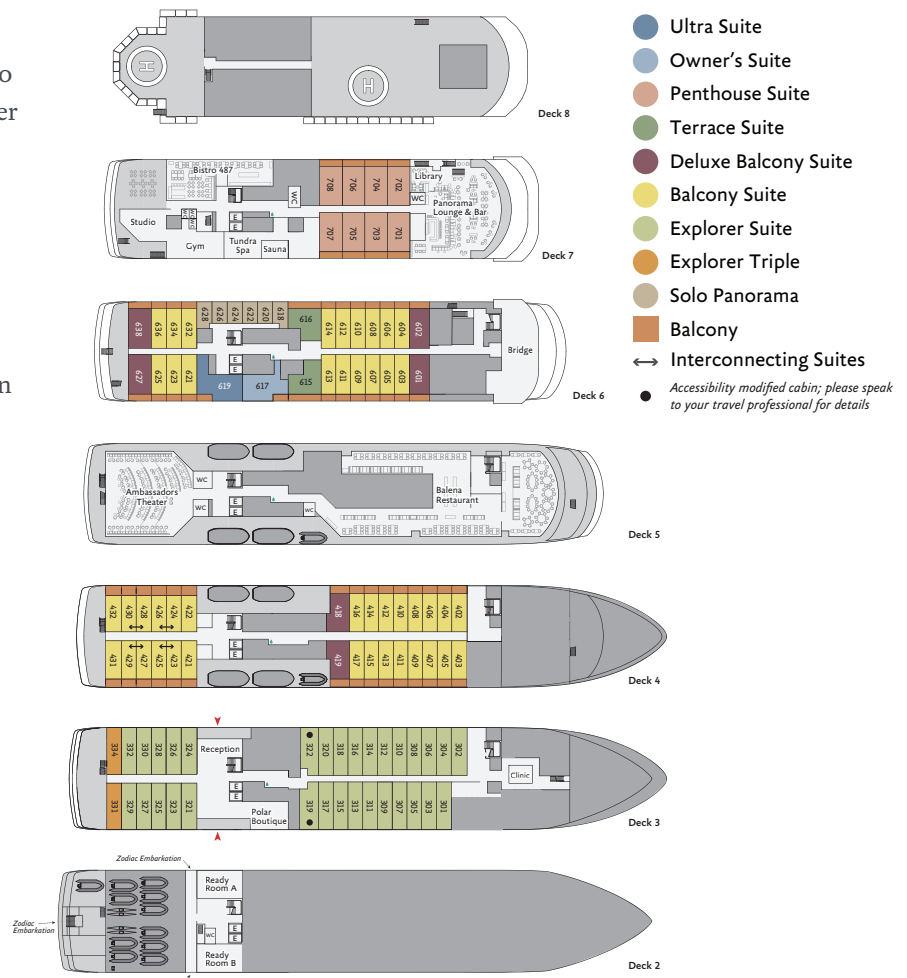 o
er
n
H
H
Deck 8
Bistro 487
Studio
Gym
WC
WC
WC
E
E
Tundra
Spa
Sauna
WC
708
706
704
702
707
705
703
701
Library
WC
Panorama
Lounge & Bar
Deck 7
638
636
634
632
628
626
624
622
620
618
616
614
612
610
608
606
604
602
627
625
623
621
619
617
615
613
611
609
607
605
603
601
E
E
Bridge
Deck 6
Ambassadors
Theater
WC
WC
E
E
WC
Balena
Restaurant
Deck 5
432
430
428
426
424
422
418
416
414
412
410
408
406
404
402
431
429
427
425
423
421
419
417
415
413
411
409
407
405
403
E
E
Deck 4
334
332
330
328
326
324
322
320
318
316
314
312
310
308
306
304
302
331
329
327
325
323
321
319
317
315
313
311
309
307
305
303
301
Reception
E
E
Polar
Boutique
Clinic
Deck 3
Zodiac Embarkation
Zodiac
Embarkation
Ready
Room A
WC
E
E
Ready
Room B
Deck 2
Ultra Suite
Owner's Suite
Penthouse Suite
Terrace Suite
Deluxe Balcony Suite
Balcony Suite
Explorer Suite
Explorer Triple
Solo Panorama
Balcony
Interconnecting Suites
Accessibility modified cabin; please speak
to your travel professional for details